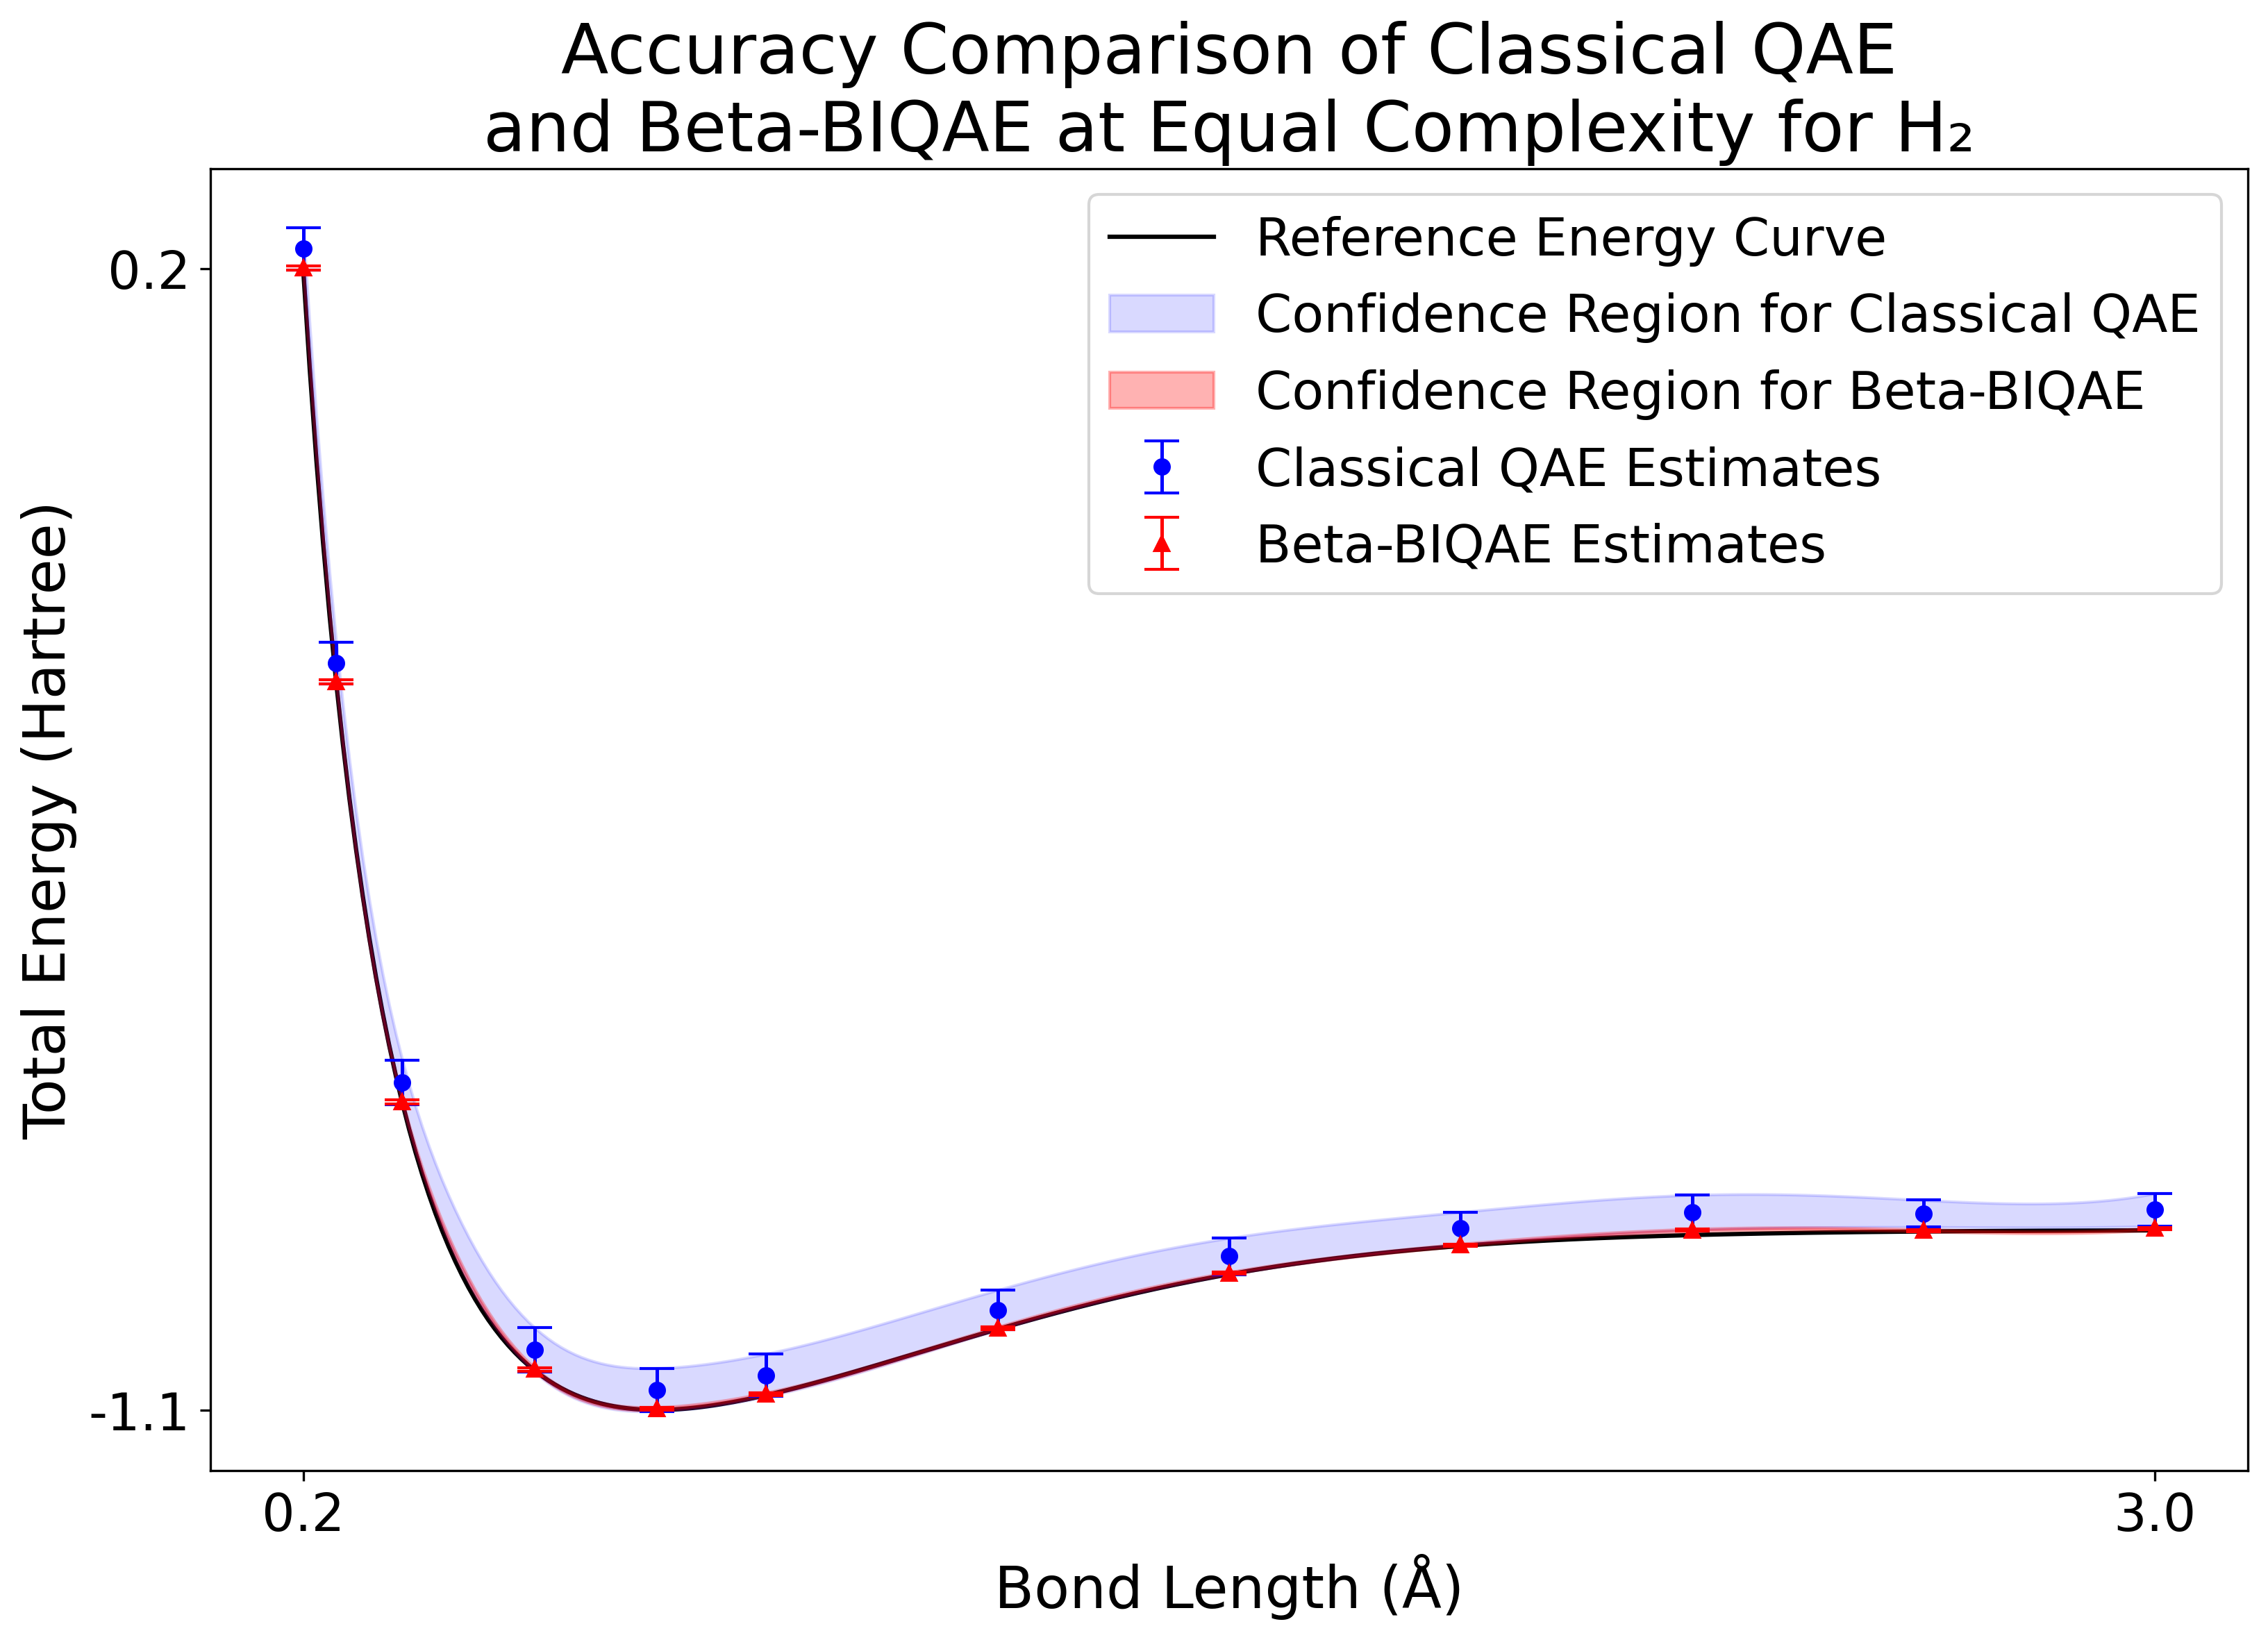 Accuracy Comparison of Classical QAE
and Beta-BIQAE at Equal Complexity for H₂
Reference Energy Curve
Confidence Region for Classical QAE
Confidence Region for Beta-BIQAE
Classical QAE Estimates
Beta-BIQAE Estimates
Total Energy (Hartree)
0.2
-1.1
0.2
3.0
Bond Length (Å)